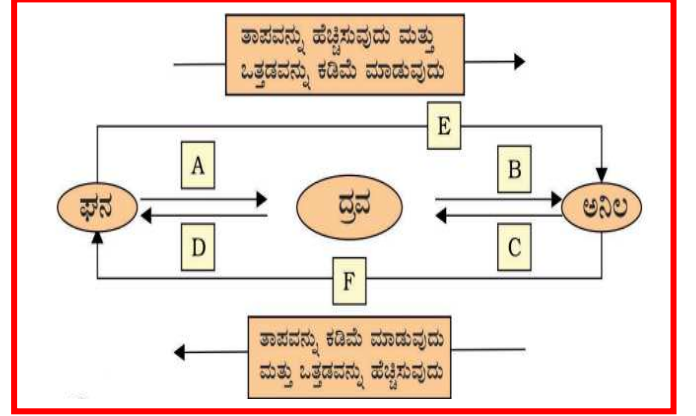 ತಾಪವನ್ನು ಹೆಚ್ಚಿಸುವುದು ಮತ್ತು
ಒತ್ತಡವನ್ನು ಕಡಿಮೆ ಮಾಡುವುದು
E
A
B
ಘನ
ದ್ರವ
ಅನಿಲ
D
C
F
ತಾಪವನ್ನು ಕಡಿಮೆ ಮಾಡುವುದು
ಮತ್ತು ಒತ್ತಡವನ್ನು ಹೆಚ್ಚಿಸುವುದು